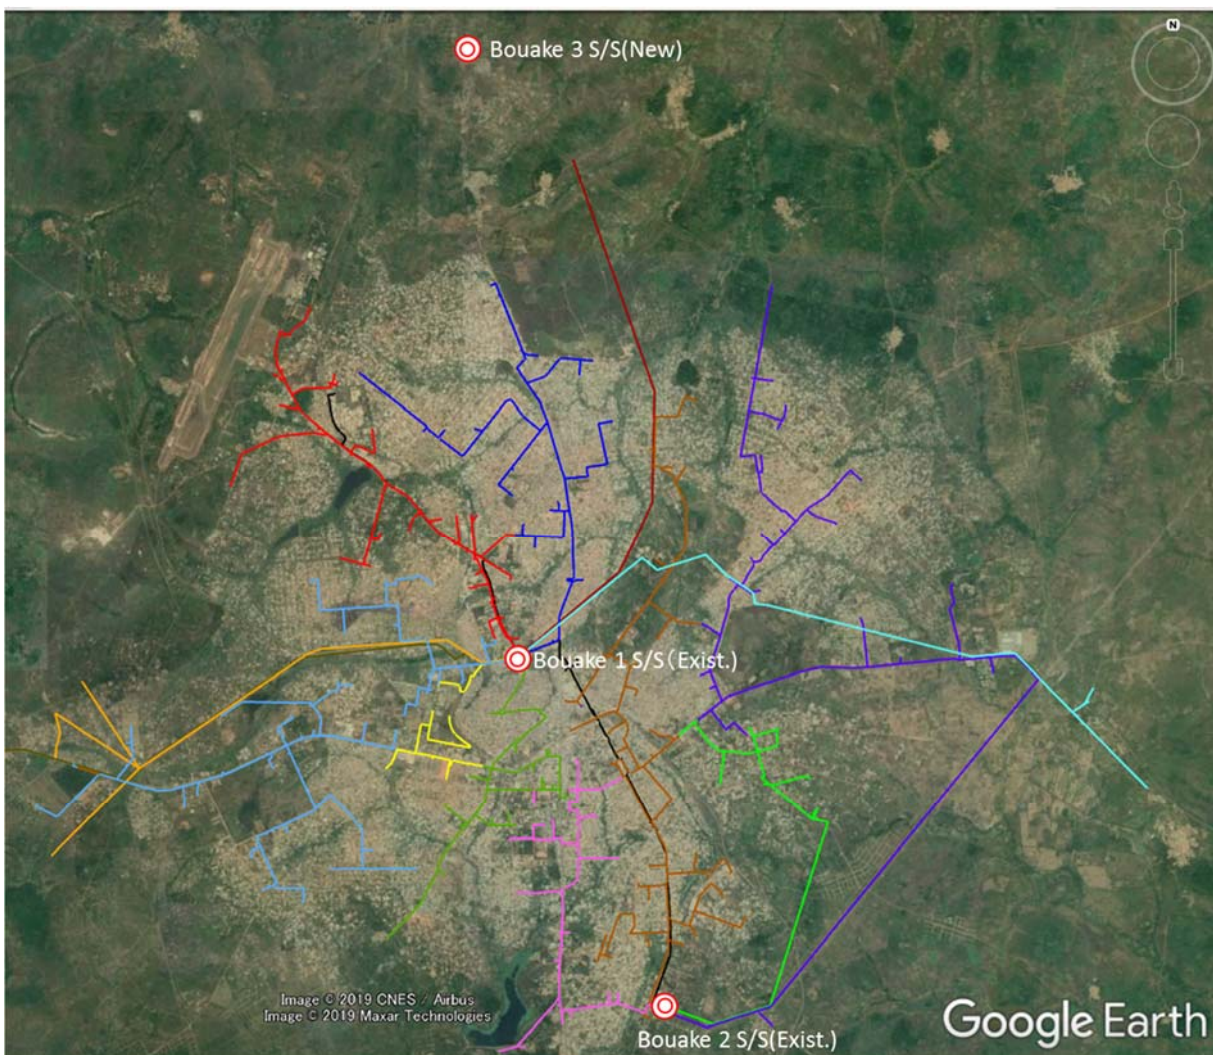 N
Bouake 3 S/S(New)
Bouake 1 S/S(Exist.)
Image © 2019 CNES / Airbus
Image © 2019 Maxar Technologies
Google Earth
Bouake 2 S/S(Exist.)